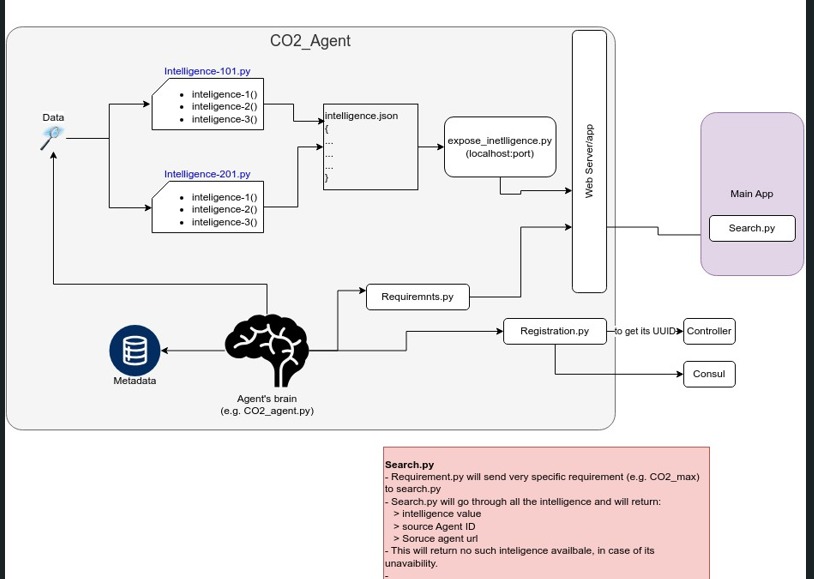 CO2_Agent
Intelligence-101.py
• inteligence-1()
• inteligence-2()
• inteligence-3()
Data
intelligence.json
{
...
...
...
}
expose_inetlligence.py
(localhost:port)
Web Server/app
Intelligence-201.py
• inteligence-1()
• inteligence-2()
• inteligence-3()
Main App
Search.py
Requiremnts.py
Registration.py
to get its UUID
Controller
Consul
Metadata
Agent's brain
(e.g. CO2_agent.py)
Search.py
- Requirement.py will send very specific requirement (e.g. CO2_max)
to search.py
- Search.py will go through all the intelligence and will return:
> intelligence value
> source Agent ID
> Soruce agent url
- This will return no such inteligence availbale, in case of its
unavaibility.
-